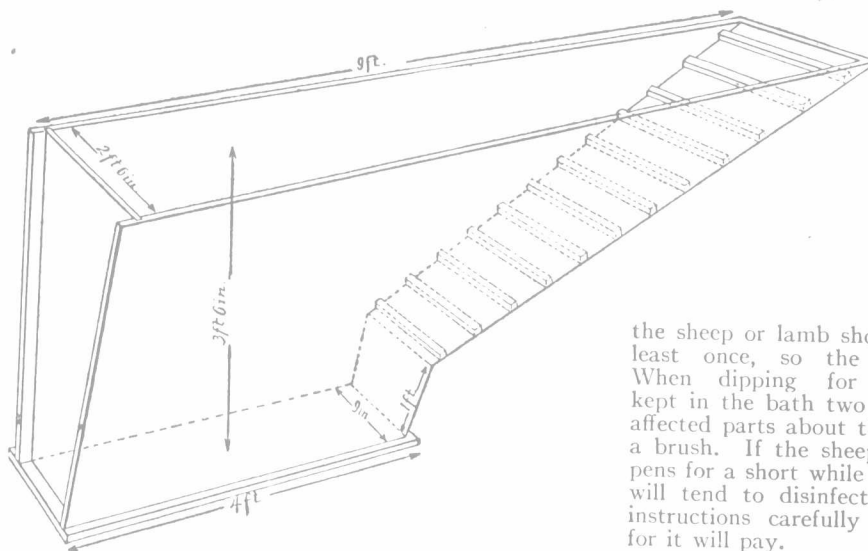 9ft.
2ft 6in.
3ft 6in.
1ft
9in
4ft
the sheep or lamb sho
least once, so the
When dipping for
kept in the bath two
affected parts about t
a brush. If the sheep
pens for a short while
will tend to disinfect
instructions carefully
for it will pay.